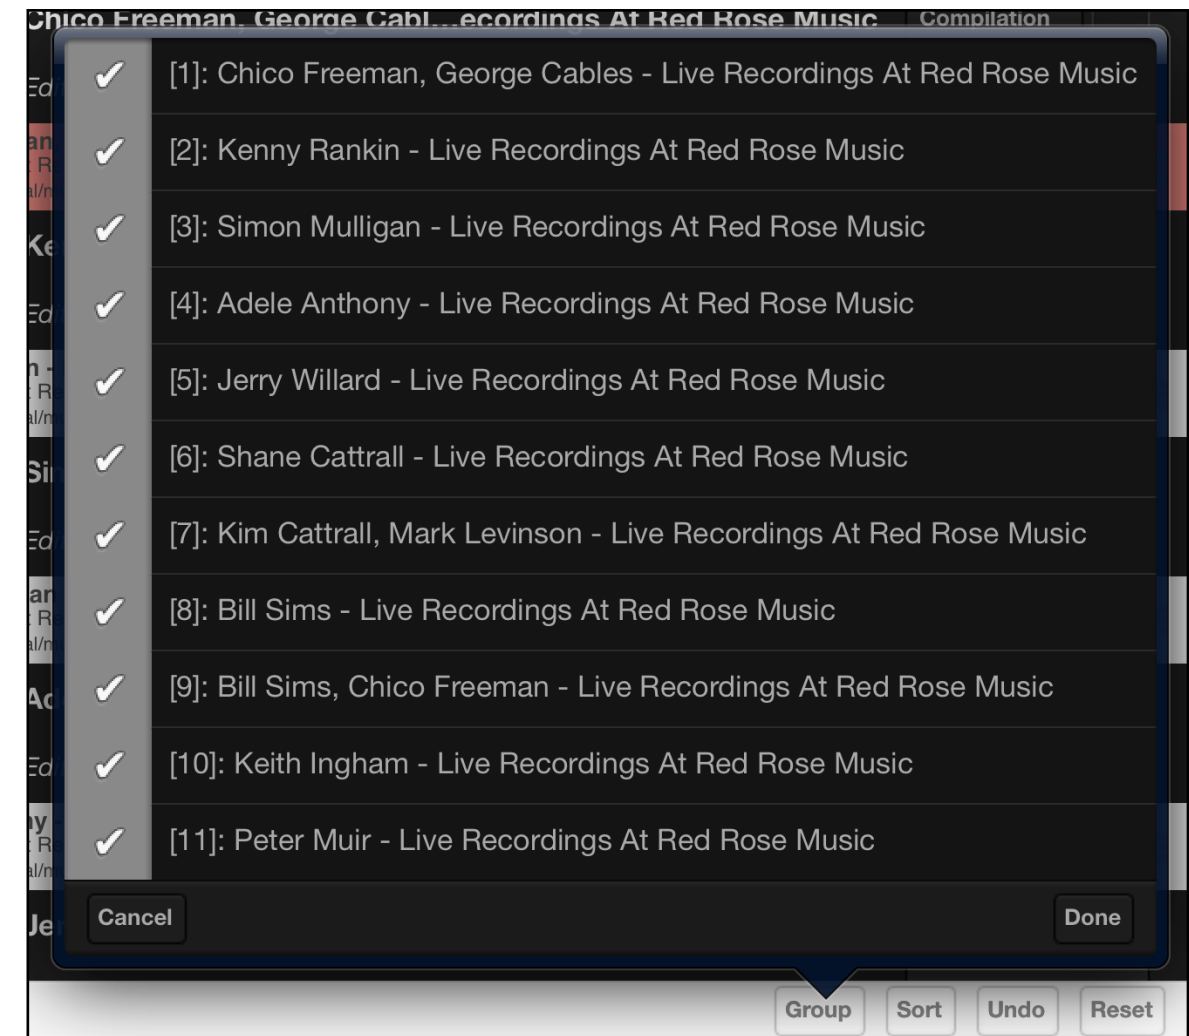 Chico Freeman, George Cabl...ecordings At Red Rose Music
Compilation
[1]: Chico Freeman, George Cables - Live Recordings At Red Rose Music
[2]: Kenny Rankin - Live Recordings At Red Rose Music
[3]: Simon Mulligan - Live Recordings At Red Rose Music
[4]: Adele Anthony - Live Recordings At Red Rose Music
[5]: Jerry Willard - Live Recordings At Red Rose Music
[6]: Shane Cattrall - Live Recordings At Red Rose Music
[7]: Kim Cattrall, Mark Levinson - Live Recordings At Red Rose Music
[8]: Bill Sims - Live Recordings At Red Rose Music
[9]: Bill Sims, Chico Freeman - Live Recordings At Red Rose Music
[10]: Keith Ingham - Live Recordings At Red Rose Music
[11]: Peter Muir - Live Recordings At Red Rose Music
Cancel
Done
Group
Sort
Undo
Reset